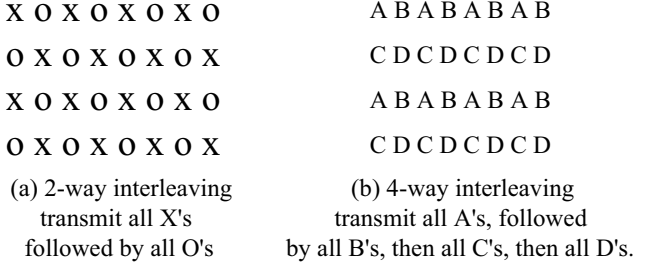 X O X O X O X O
O X O X O X O X
X O X O X O X O
O X O X O X O X
(a) 2-way interleaving
transmit all X's
followed by all O's
A B A B A B A B
C D C D C D C D
A B A B A B A B
C D C D C D C D
(b) 4-way interleaving
transmit all A's, followed
by all B's, then all C's, then all D's.